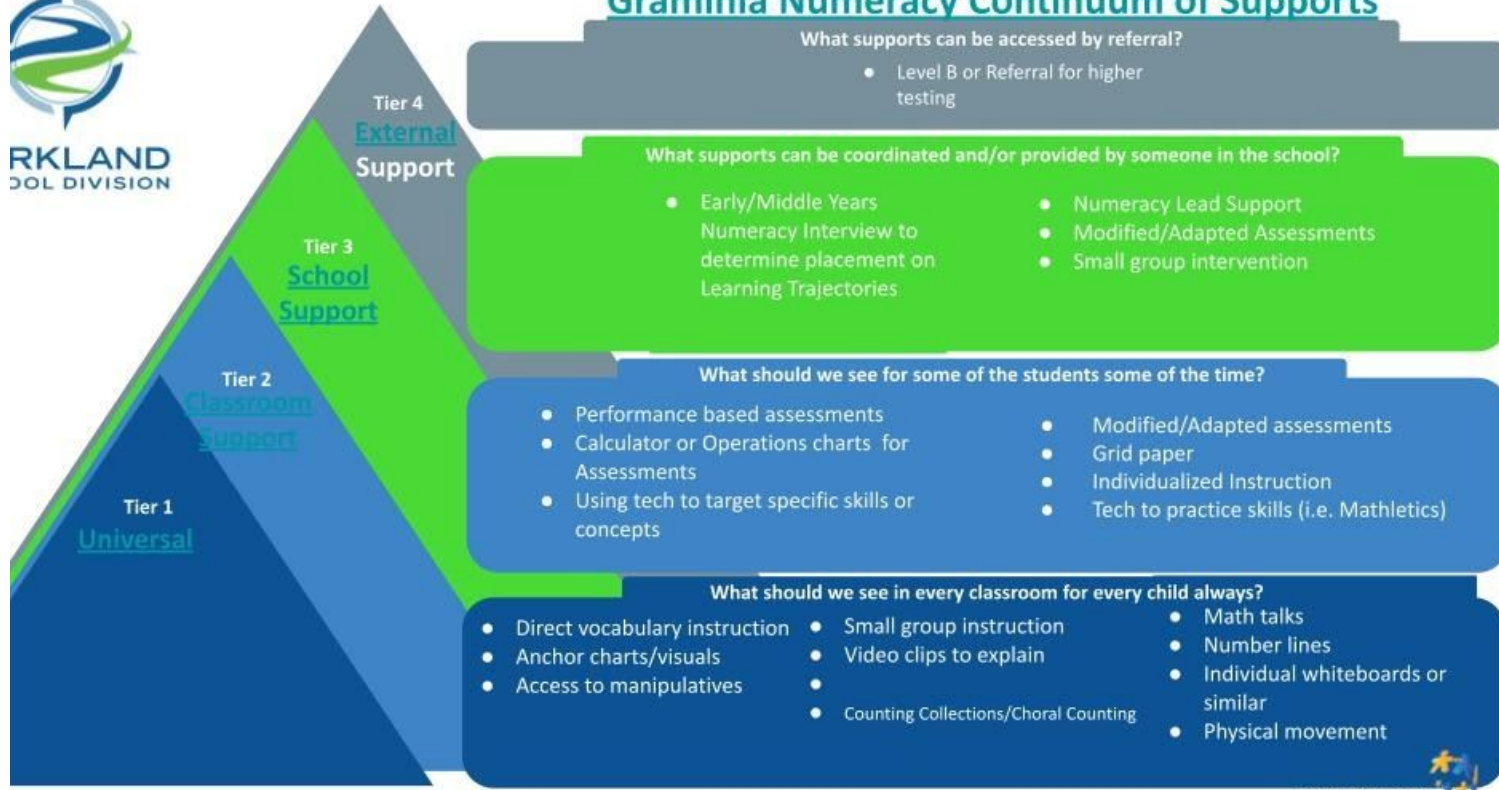 Graminia Numeracy Continuum of Supports
RKLAND
OOL DIVISION
Tier 4
External
Support
What supports can be accessed by referral?
● Level B or Referral for higher
testing
Tier 3
School
Support
What supports can be coordinated and/or provided by someone in the school?
● Early/Middle Years
Numeracy Interview to
determine placement on
Learning Trajectories
● Numeracy Lead Support
● Modified/Adapted Assessments
● Small group intervention
Tier 2
Classroom
Support
What should we see for some of the students some of the time?
● Performance based assessments
● Calculator or Operations charts for
Assessments
● Using tech to target specific skills or
concepts
● Modified/Adapted assessments
● Grid paper
● Individualized Instruction
● Tech to practice skills (i.e. Mathletics)
Tier 1
Universal
What should we see in every classroom for every child always?
● Direct vocabulary instruction
● Anchor charts/visuals
● Access to manipulatives
● Small group instruction
● Video clips to explain
●
● Counting Collections/Choral Counting
● Math talks
● Number lines
● Individual whiteboards or
similar
● Physical movement